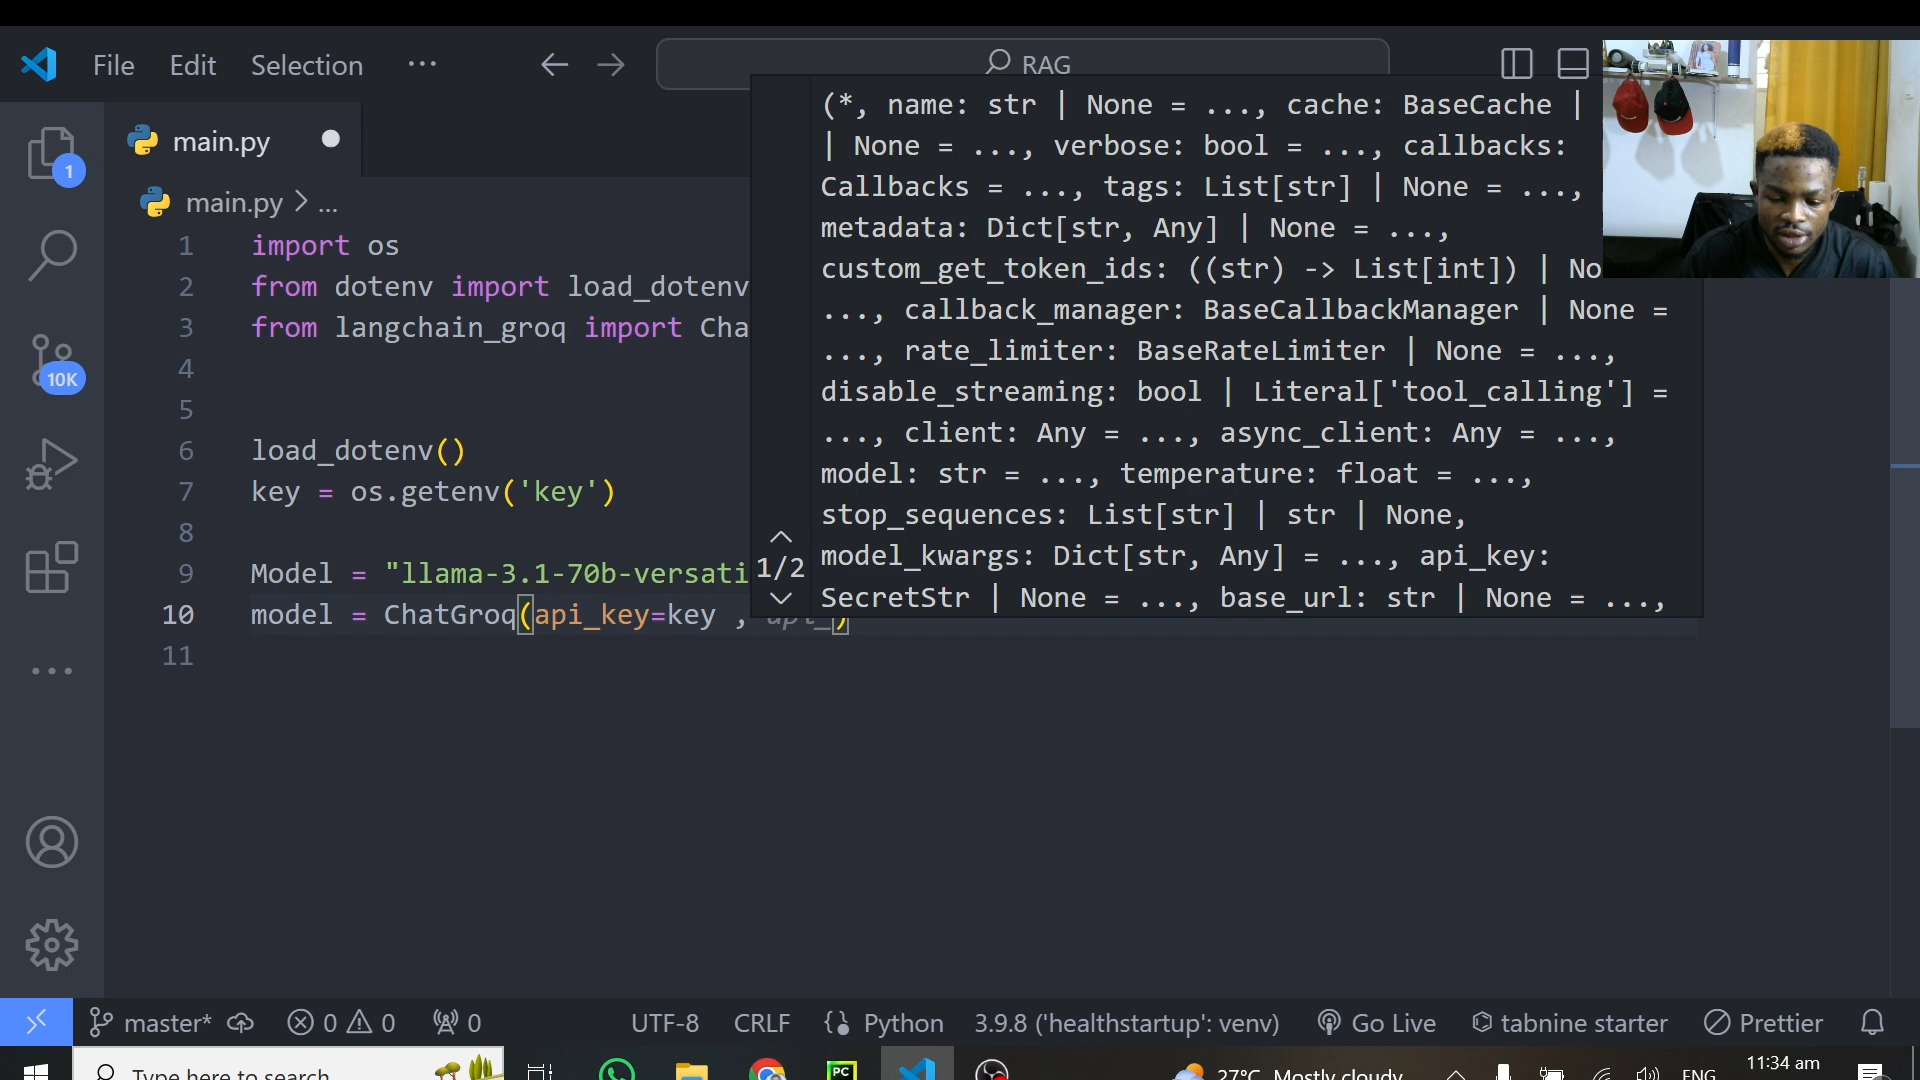 File Edit Selection ...
RAG
main.py
main.py > ...
1 import os
2 from dotenv import load_dotenv
3 from langchain_groq import Cha
4
5
6 load_dotenv()
7 key = os.getenv('key')
8
9 Model = "llama-3.1-70b-versati
10 model = ChatGroq(api_key=key , api_)
11
(*, name: str | None = ..., cache: BaseCache |
| None = ..., verbose: bool = ..., callbacks:
Callbacks = ..., tags: List[str] | None = ...,
metadata: Dict[str, Any] | None = ...,
custom_get_token_ids: ((str) -> List[int]) | No
..., callback_manager: BaseCallbackManager | None =
..., rate_limiter: BaseRateLimiter | None = ...,
disable_streaming: bool | Literal['tool_calling'] =
..., client: Any = ..., async_client: Any = ...,
model: str = ..., temperature: float = ...,
stop_sequences: List[str] | str | None,
model_kwargs: Dict[str, Any] = ..., api_key:
SecretStr | None = ..., base_url: str | None = ...,
1/2
1
10K
master* 0 0 0 UTF-8 CRLF Python 3.9.8 ('healthstartup': venv) Go Live tabnine starter Prettier
Type here to search PC 27°C Mostly cloudy ENG 11:34 am